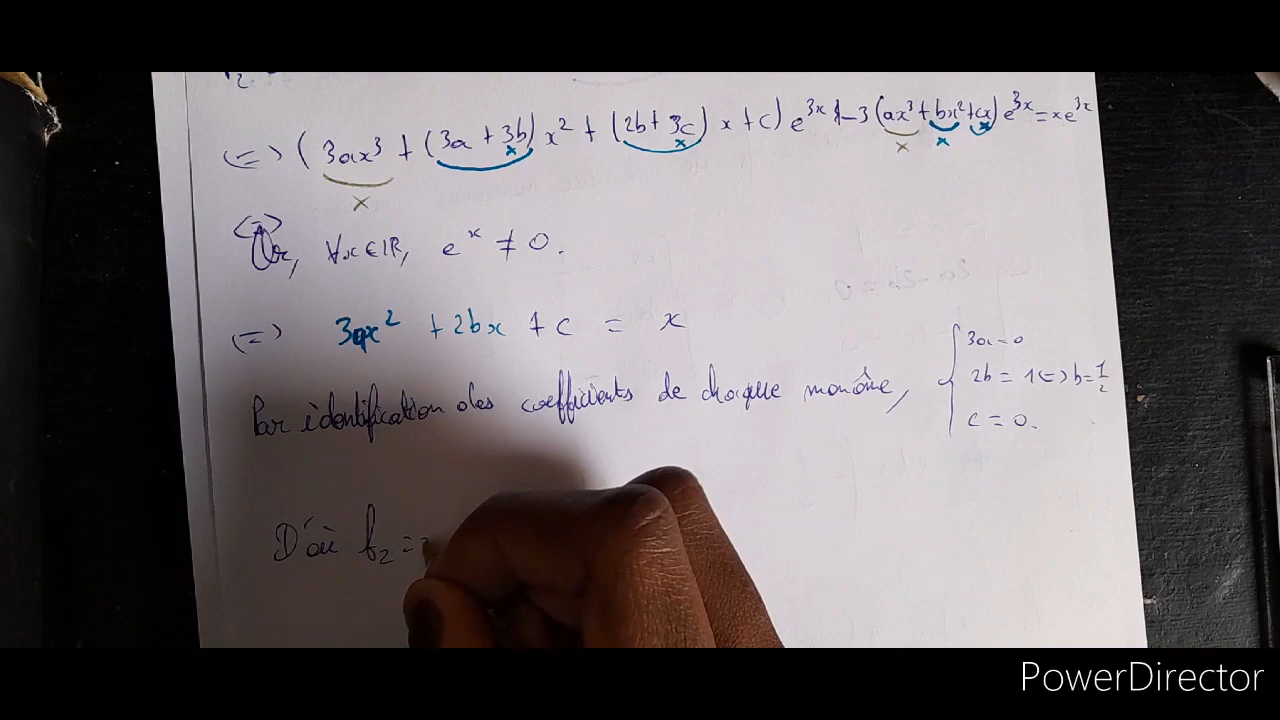 <=> ( 3ax³ + (3a + 3b) x² + (2b + 3c) x + c) e^3x - 3 (ax³ + bx² + cx) e^3x = xe^3x
x x x x x x
<=>
Or, ∀x∈IR, e^x ≠ 0.
<=> 3ax² + 2bx + c = x
Par identification des coefficients de chaque monôme, { 3a = 0
2b = 1 <=> b = 1/2
c = 0.
D'où f₂ =
PowerDirector